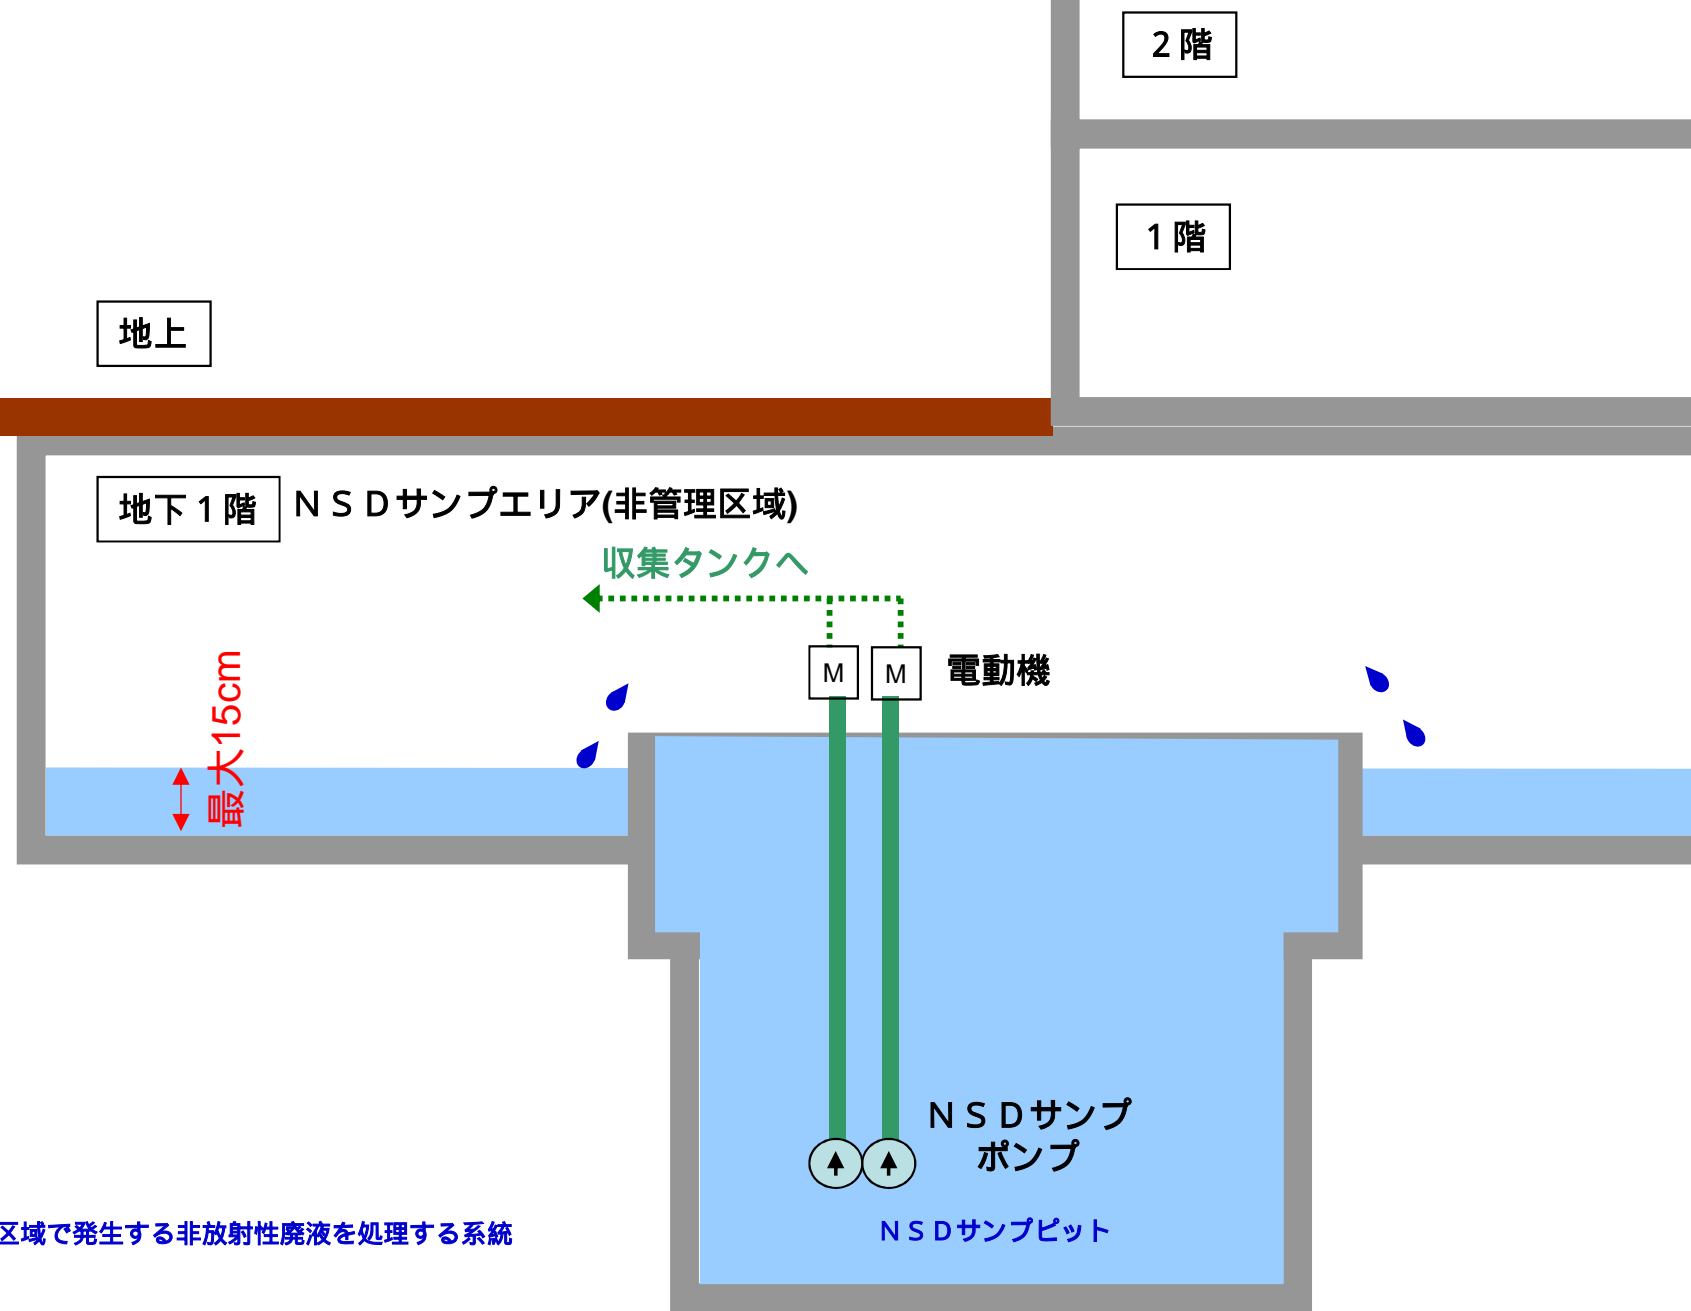 2階
1階
地上
地下1階
NSDサンプエリア(非管理区域)
収集タンクへ
M
M
電動機
最大15cm
NSDサンプ
ポンプ
NSDサンプピット
区域で発生する非放射性廃液を処理する系統